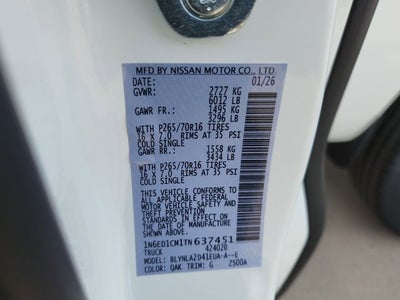 MFD BY NISSAN MOTOR CO., LTD.
DATE: 01/26
GVWR: 2727 KG
6012 LB
GAWR FR.: 1495 KG
3296 LB
WITH P265/70R16 TIRES
16 X 7.0 RIMS AT 35 PSI
COLD SINGLE
GAWR RR.: 1558 KG
3434 LB
WITH P265/70R16 TIRES
16 X 7.0 RIMS AT 35 PSI
COLD SINGLE
THIS VEHICLE CONFORMS TO
ALL APPLICABLE FEDERAL
MOTOR VEHICLE SAFETY
STANDARDS IN EFFECT ON
THE DATE OF MANUFACTURE
SHOWN ABOVE.
1N6ED1CM1TN637451
TRUCK 424020
MODEL: BLYNLAZD41EUA-A--E
COLOR: QAK TRIM: G ZS00A